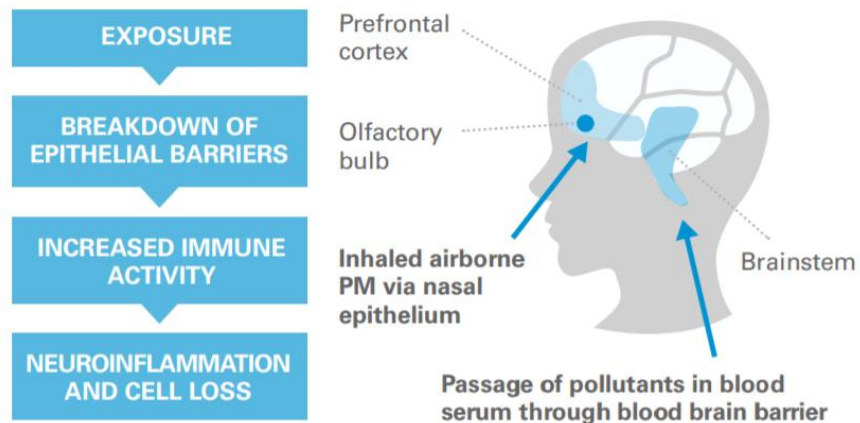 EXPOSURE
BREAKDOWN OF
EPITHELIAL BARRIERS
INCREASED IMMUNE
ACTIVITY
NEUROINFLAMMATION
AND CELL LOSS
Prefrontal
cortex
Olfactory
bulb
Inhaled airborne
PM via nasal
epithelium
Brainstem
Passage of pollutants in blood
serum through blood brain barrier